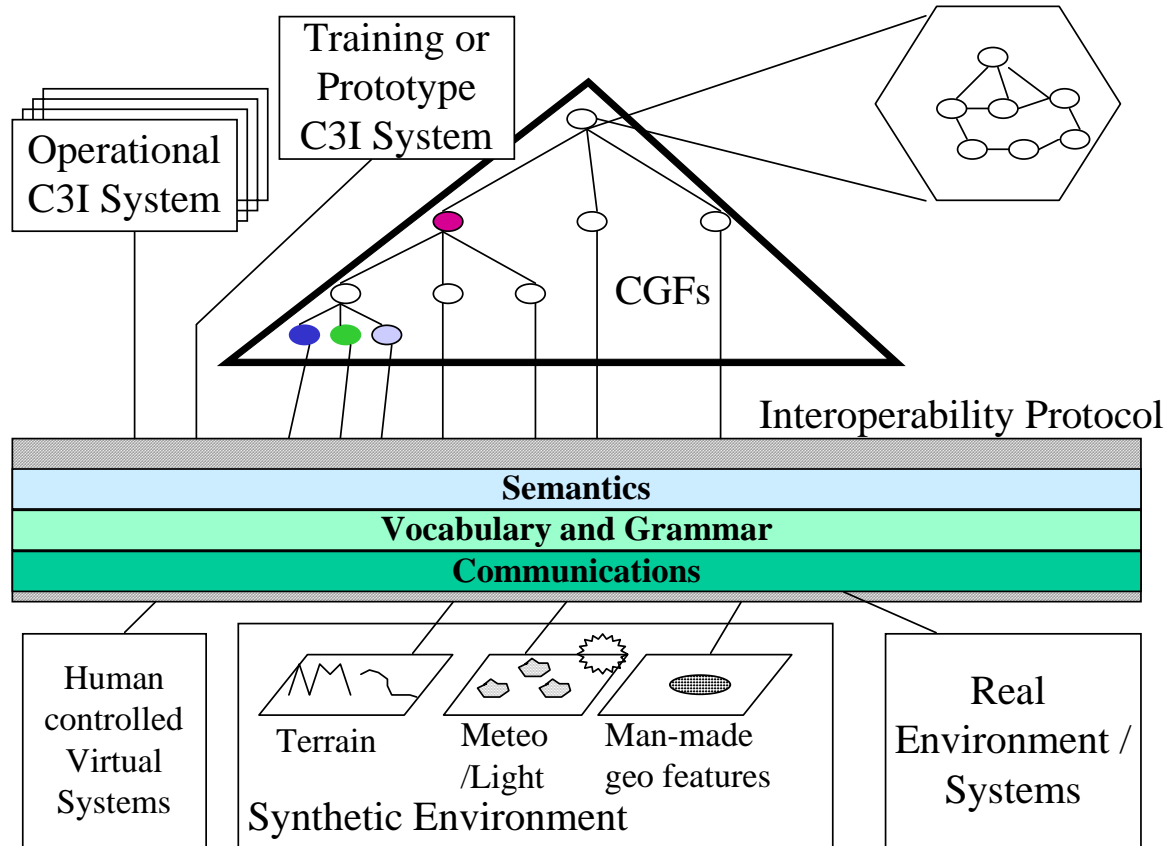 Training or
Prototype
C3I System
Operational
C3I System
CGFs
Interoperability Protocol
Semantics
Vocabulary and Grammar
Communications
Human
controlled
Virtual
Systems
Terrain
Meteo
/Light
Man-made
geo features
Synthetic Environment
Real
Environment /
Systems